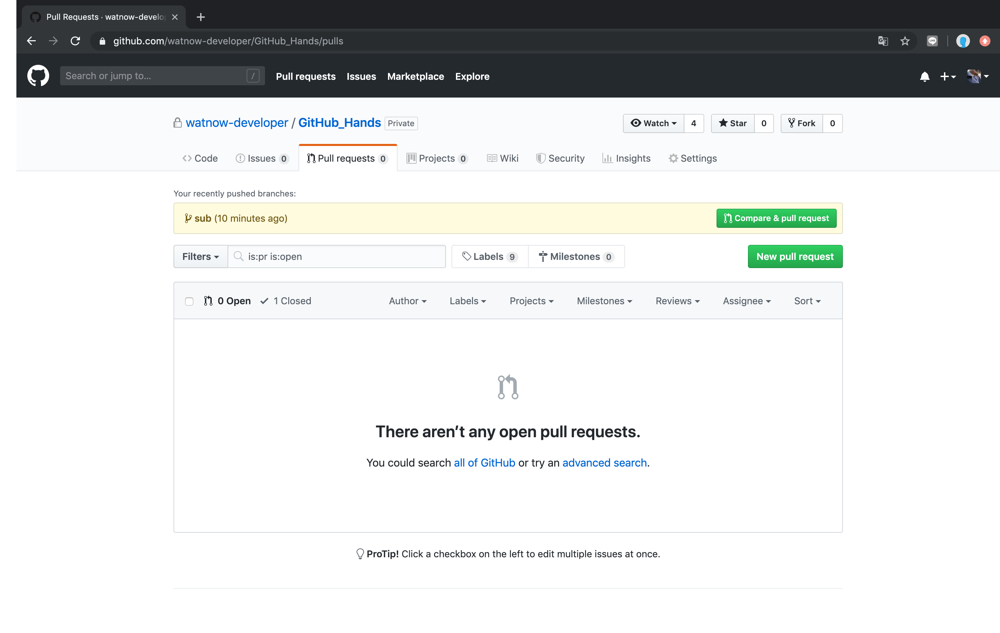 Pull Requests · watnow-develo
github.com/watnow-developer/GitHub_Hands/pulls
LINE
Search or jump to... /
Pull requests Issues Marketplace Explore
watnow-developer / GitHub_Hands Private
Watch 4 Star 0 Fork 0
Code Issues 0 Pull requests 0 Projects 0 Wiki Security Insights Settings
Your recently pushed branches:
sub (10 minutes ago) Compare & pull request
Filters is:pr is:open Labels 9 Milestones 0 New pull request
0 Open 1 Closed Author Labels Projects Milestones Reviews Assignee Sort
There aren’t any open pull requests.
You could search all of GitHub or try an advanced search.
ProTip! Click a checkbox on the left to edit multiple issues at once.